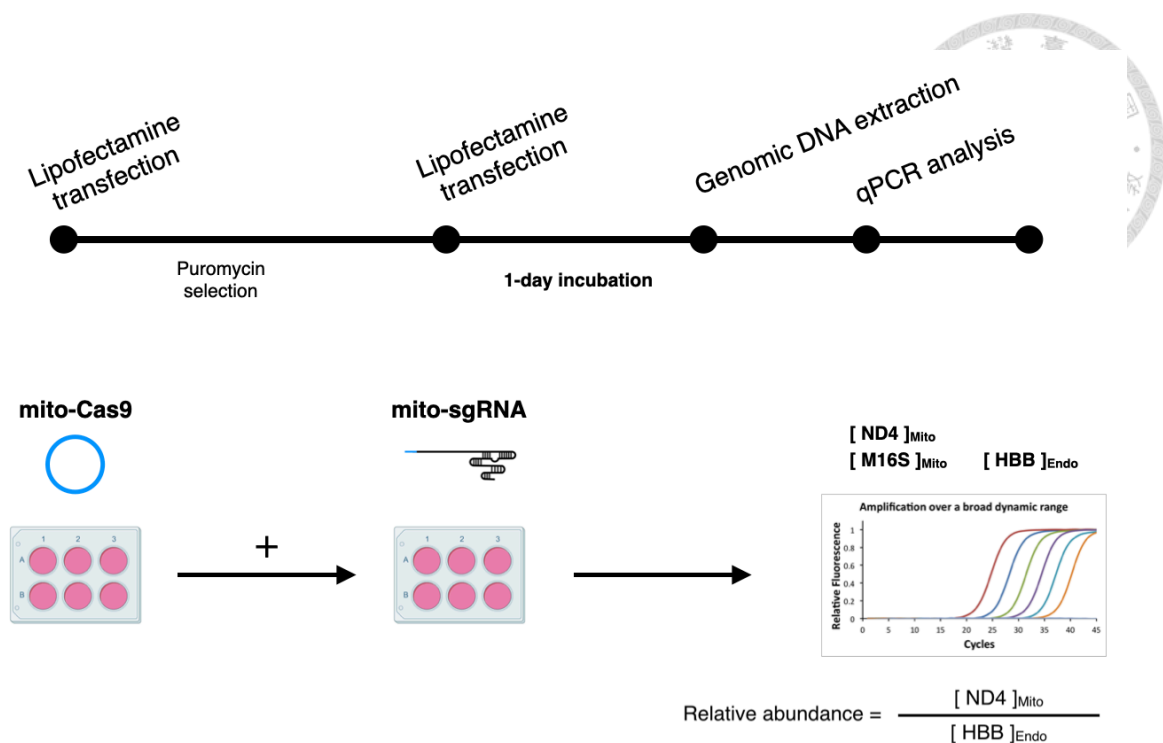 Lipofectamine
transfection
Lipofectamine
transfection
Genomic DNA extraction
qPCR analysis
Puromycin
selection
1-day incubation
mito-Cas9
mito-sgRNA
[ ND4 ]Mito
[ M16S ]Mito [ HBB ]Endo
1 2 3
A
B
+
1 2 3
A
B
Amplification over a broad dynamic range
Relative Fluorescence
1
0.8
0.6
0.4
0.2
0
0 5 10 15 20 25 30 35 40 45
Cycles
Relative abundance =
[ ND4 ]Mito
[ HBB ]Endo